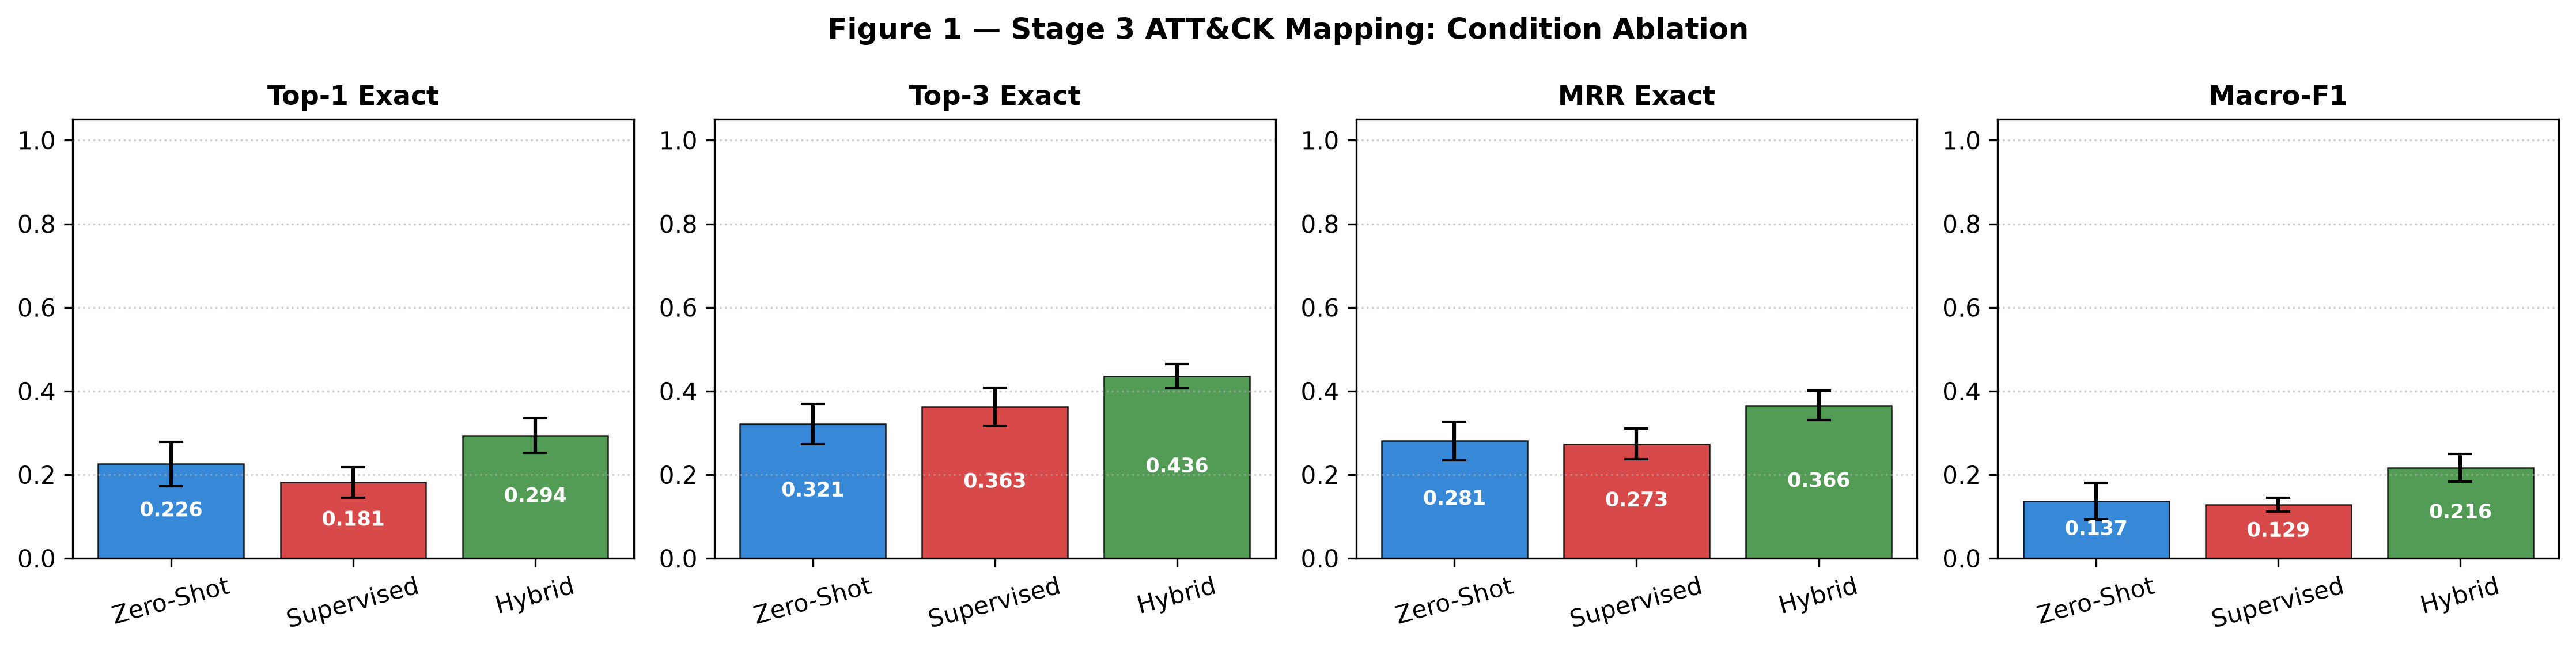 Figure 1 — Stage 3 ATT&CK Mapping: Condition Ablation
Top-1 Exact
1.0
0.8
0.6
0.4
0.2
0.0
0.226
0.181
0.294
Zero-Shot
Supervised
Hybrid
Top-3 Exact
1.0
0.8
0.6
0.4
0.2
0.0
0.321
0.363
0.436
Zero-Shot
Supervised
Hybrid
MRR Exact
1.0
0.8
0.6
0.4
0.2
0.0
0.281
0.273
0.366
Zero-Shot
Supervised
Hybrid
Macro-F1
1.0
0.8
0.6
0.4
0.2
0.0
0.137
0.129
0.216
Zero-Shot
Supervised
Hybrid